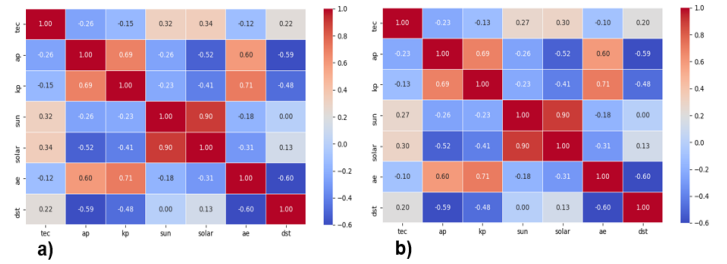 tec 1.00 -0.26 -0.15 0.32 0.34 -0.12 0.22
ap -0.26 1.00 0.69 -0.26 -0.52 0.60 -0.59
kp -0.15 0.69 1.00 -0.23 -0.41 0.71 -0.48
sun 0.32 -0.26 -0.23 1.00 0.90 -0.18 0.00
solar 0.34 -0.52 -0.41 0.90 1.00 -0.31 0.13
ae -0.12 0.60 0.71 -0.18 -0.31 1.00 -0.60
dst 0.22 -0.59 -0.48 0.00 0.13 -0.60 1.00
tec ap kp sun solar ae dst
1.0
0.8
0.6
0.4
0.2
0.0
−0.2
−0.4
−0.6
a)
tec 1.00 -0.23 -0.13 0.27 0.30 -0.10 0.20
ap -0.23 1.00 0.69 -0.26 -0.52 0.60 -0.59
kp -0.13 0.69 1.00 -0.23 -0.41 0.71 -0.48
sun 0.27 -0.26 -0.23 1.00 0.90 -0.18 0.00
solar 0.30 -0.52 -0.41 0.90 1.00 -0.31 0.13
ae -0.10 0.60 0.71 -0.18 -0.31 1.00 -0.60
dst 0.20 -0.59 -0.48 0.00 0.13 -0.60 1.00
tec ap kp sun solar ae dst
1.0
0.8
0.6
0.4
0.2
0.0
−0.2
−0.4
−0.6
b)